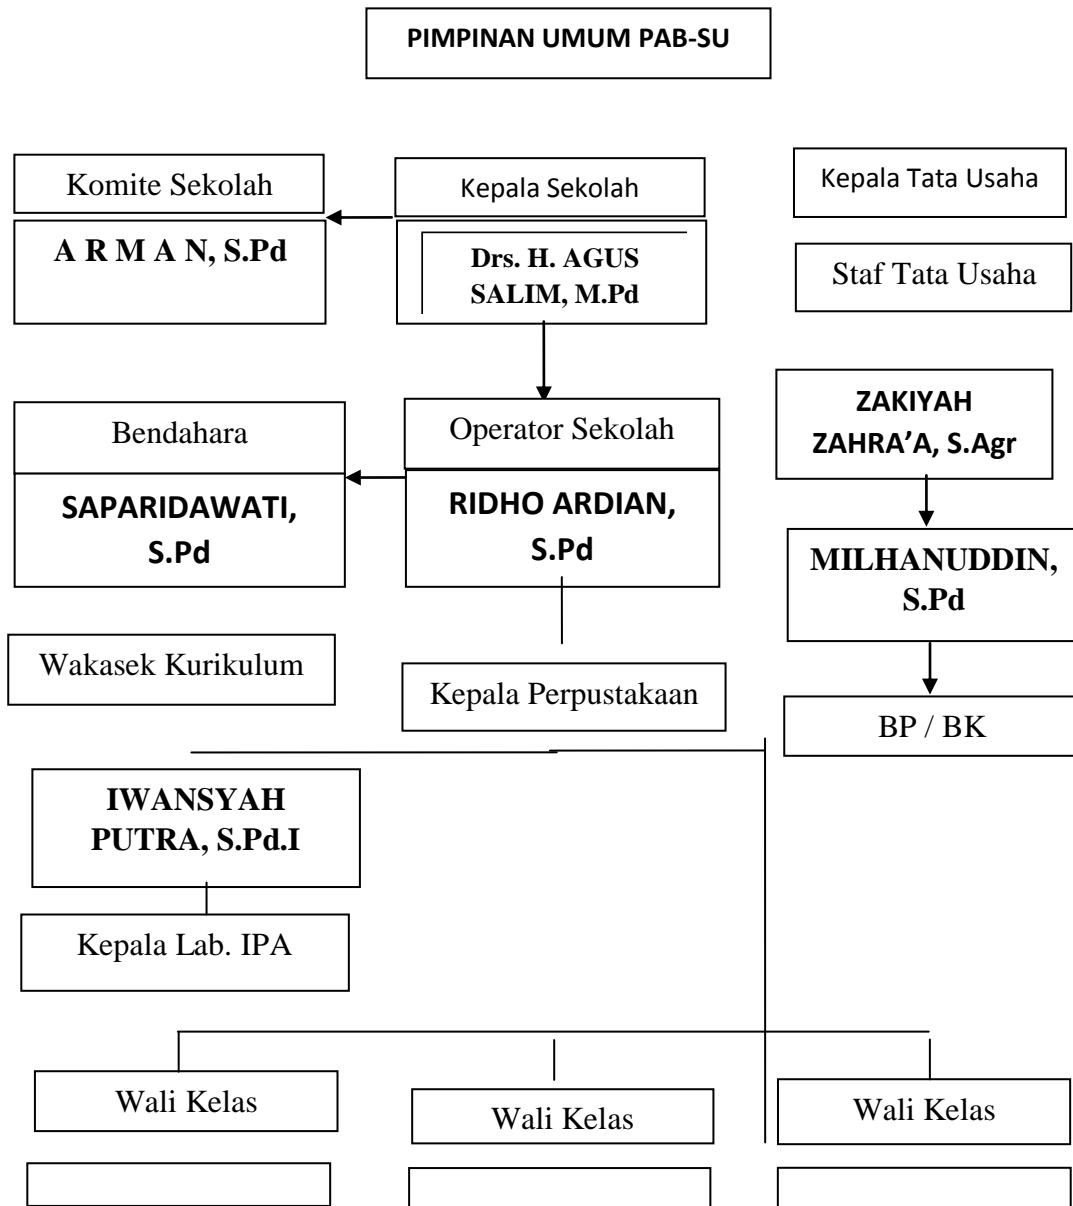 PIMPINAN UMUM PAB-SU
Komite Sekolah
Kepala Sekolah
Kepala Tata Usaha
A R M A N, S.Pd
Drs. H. AGUS
SALIM, M.Pd
Staf Tata Usaha
Bendahara
Operator Sekolah
ZAKIYAH
ZAHRA’A, S.Agr
SAPARIDAWATI,
S.Pd
RIDHO ARDIAN,
S.Pd
MILHANUDDIN,
S.Pd
Wakasek Kurikulum
Kepala Perpustakaan
BP / BK
IWANSYAH
PUTRA, S.Pd.I
Kepala Lab. IPA
Wali Kelas
Wali Kelas
Wali Kelas